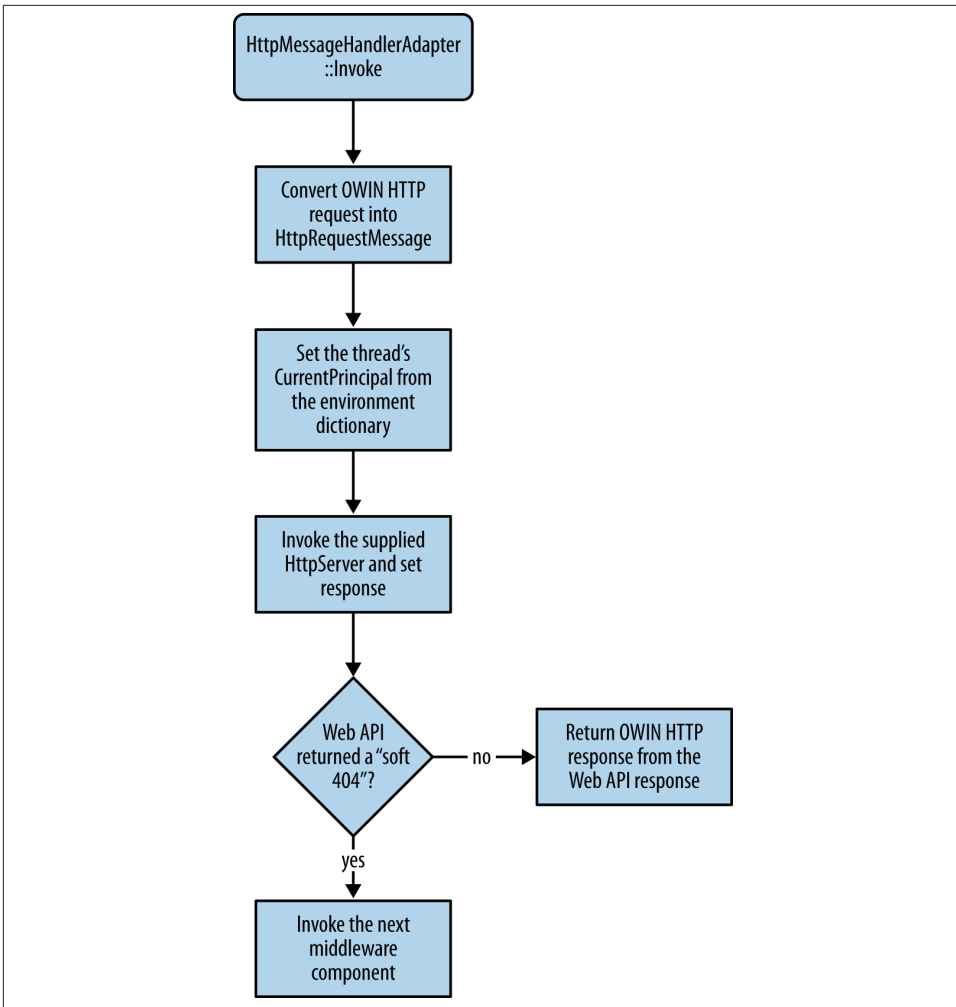 HttpMessageHandlerAdapter
::Invoke
Convert OWIN HTTP
request into
HttpRequestMessage
Set the thread’s
CurrentPrincipal from
the environment
dictionary
Invoke the supplied
HttpServer and set
response
Web API
returned a “soft
404”?
no
Return OWIN HTTP
response from the
Web API response
yes
Invoke the next
middleware
component